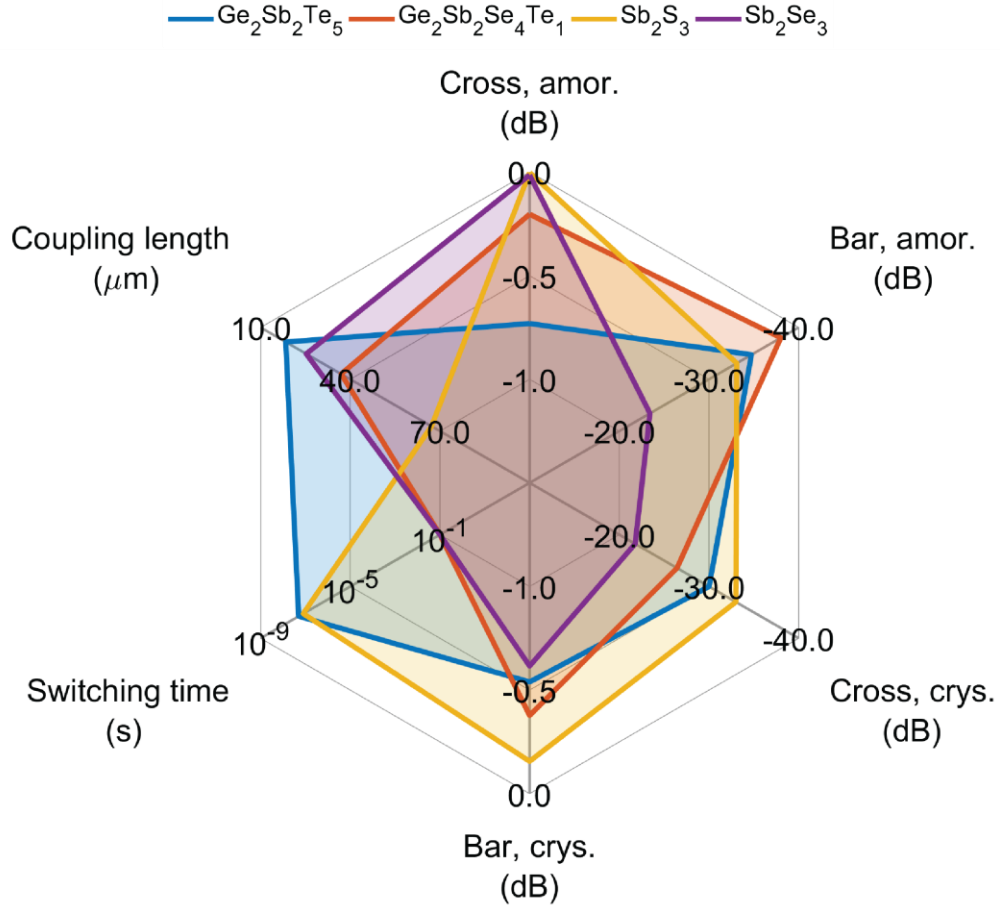 Ge₂Sb₂Te₅ Ge₂Sb₂Se₄Te₁ Sb₂S₃ Sb₂Se₃
Cross, amor.
(dB)
0.0
Coupling length
(μm)
Bar, amor.
(dB)
-0.5
10.0
-40.0
40.0
-1.0
-30.0
70.0
-20.0
10⁻¹
-20.0
10⁻⁵
-1.0
-30.0
10⁻⁹
-40.0
Switching time
(s)
-0.5
Cross, crys.
(dB)
0.0
Bar, crys.
(dB)